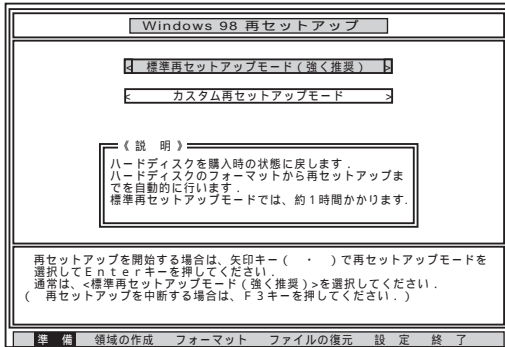 Windows 98 再セットアップ
< 標準再セットアップモード(強く推奨) >
< カスタム再セットアップモード >
《説 明》
ハードディスクを購入時の状態に戻します.
ハードディスクのフォーマットから再セットアップま
でを自動的に行います.
標準再セットアップモードでは、約1時間かかります.
再セットアップを開始する場合は、矢印キー( ・ )で再セットアップモードを
選択してEnterキーを押してください.
通常は、<標準再セットアップモード(強く推奨)>を選択してください.
( 再セットアップを中断する場合は、F3キーを押してください.)
準 備 領域の作成 フォーマット ファイルの復元 設 定 終 了